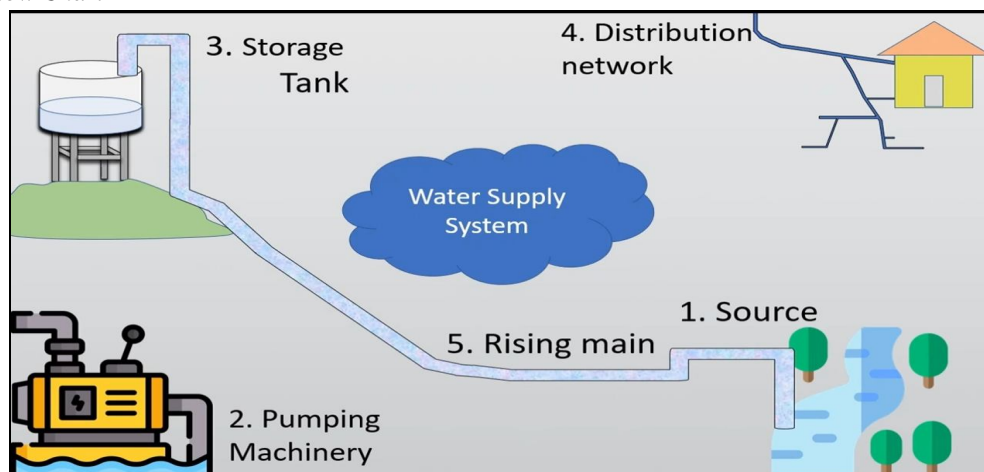 3. Storage
Tank
4. Distribution
network
Water Supply
System
1. Source
5. Rising main
2. Pumping
Machinery